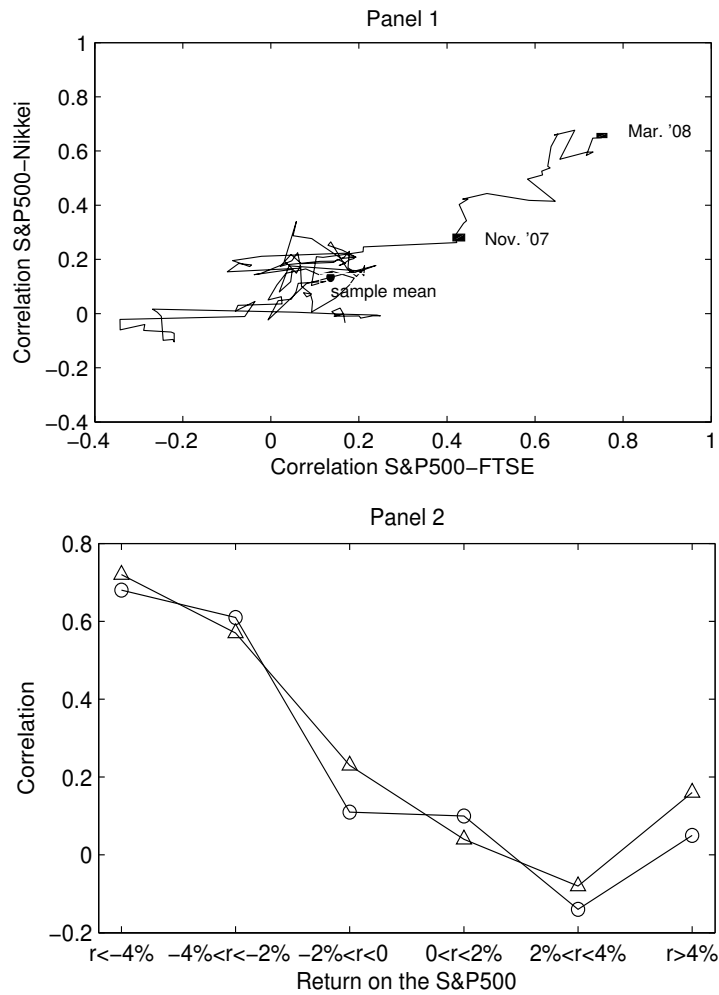 Panel 1
1
0.8
0.6
0.4
0.2
0
−0.2
−0.4
Correlation S&P500−Nikkei
Mar. '08
Nov. '07
sample mean
−0.4 −0.2 0 0.2 0.4 0.6 0.8 1
Correlation S&P500−FTSE
Panel 2
0.8
0.6
0.4
0.2
0
−0.2
Correlation
r<−4% −4%<r<−2% −2%<r<0 0<r<2% 2%<r<4% r>4%
Return on the S&P500